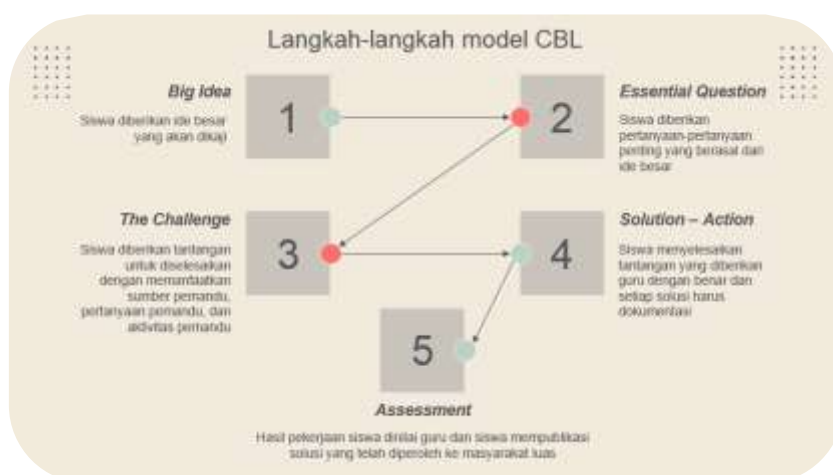 Langkah-langkah model CBL
Big Idea
Siswa diberikan ide besar
yang akan dikaji
1
2
Essential Question
Siswa diberikan
pertanyaan-pertanyaan
penting yang berasal dari
ide besar
The Challenge
Siswa diberikan tantangan
untuk diselesaikan
dengan memanfaatkan
sumber pemandu,
pertanyaan pemandu, dan
aktivitas pemandu
3
4
Solution – Action
Siswa menyelesaikan
tantangan yang diberikan
guru dengan benar dan
setiap solusi harus
dokumentasi
5
Assessment
Hasil pekerjaan siswa dinilai guru dan siswa mempublikasi
solusi yang telah diperoleh ke masyarakat luas